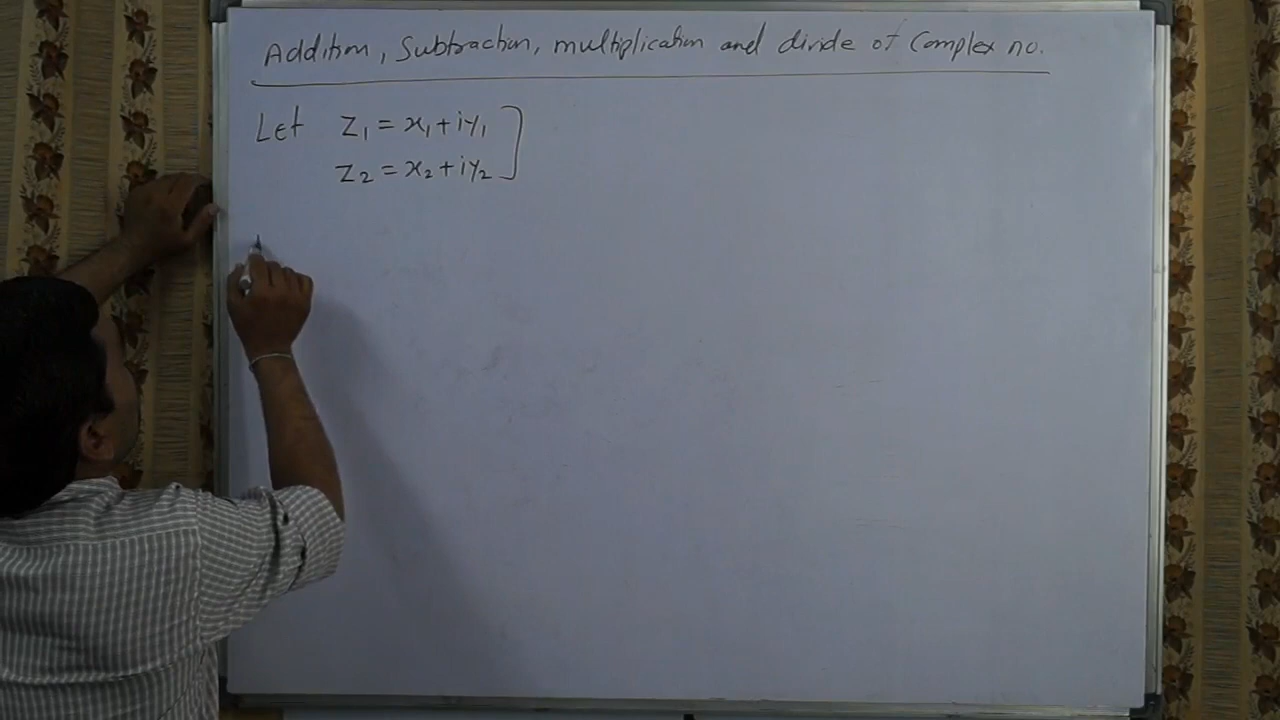 Addition, Subtraction, multiplication and divide of Complex no.
Let z₁ = x₁ + iy₁
z₂ = x₂ + iy₂